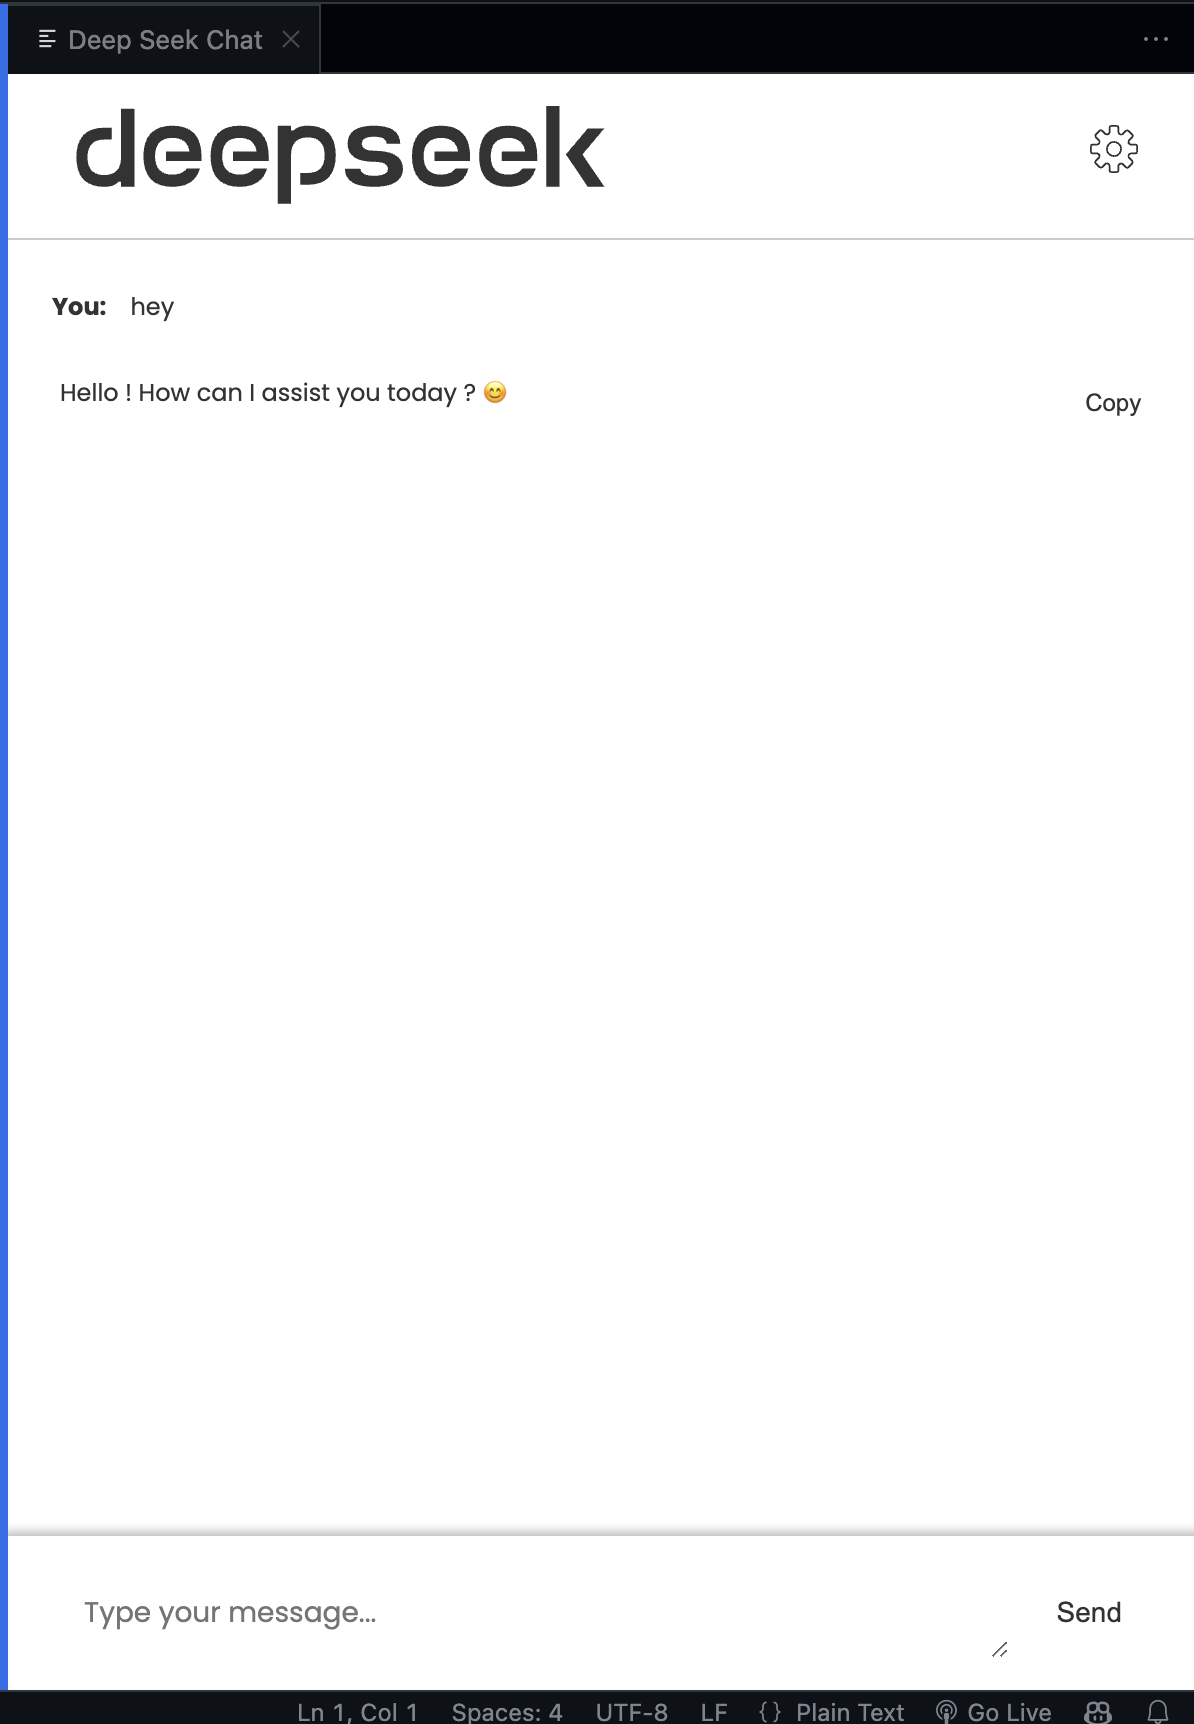 Deep Seek Chat
deepseek
You: hey
Hello ! How can I assist you today ? 😊
Copy
Type your message...
Send
Ln 1, Col 1 Spaces: 4 UTF-8 LF {} Plain Text Go Live